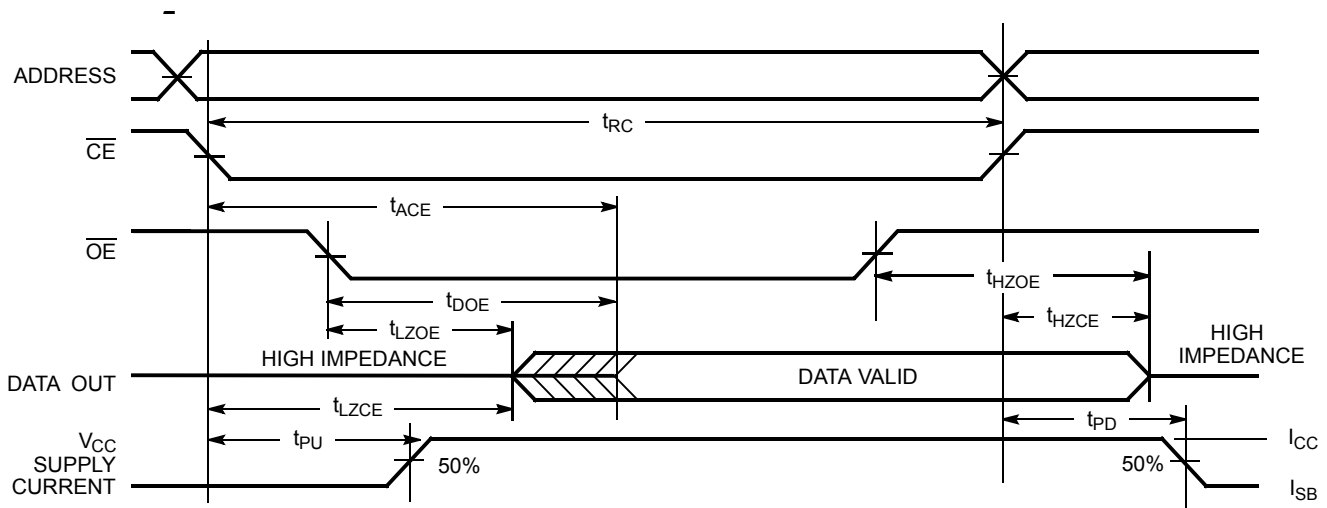 ADDRESS
tRC
CE
tACE
OE
tHZOE
tDOE
tLZOE
tHZCE
HIGH IMPEDANCE
HIGH
IMPEDANCE
DATA OUT
DATA VALID
tLZCE
tPD
tPU
VCC
SUPPLY
CURRENT
50%
50%
ICC
ISB